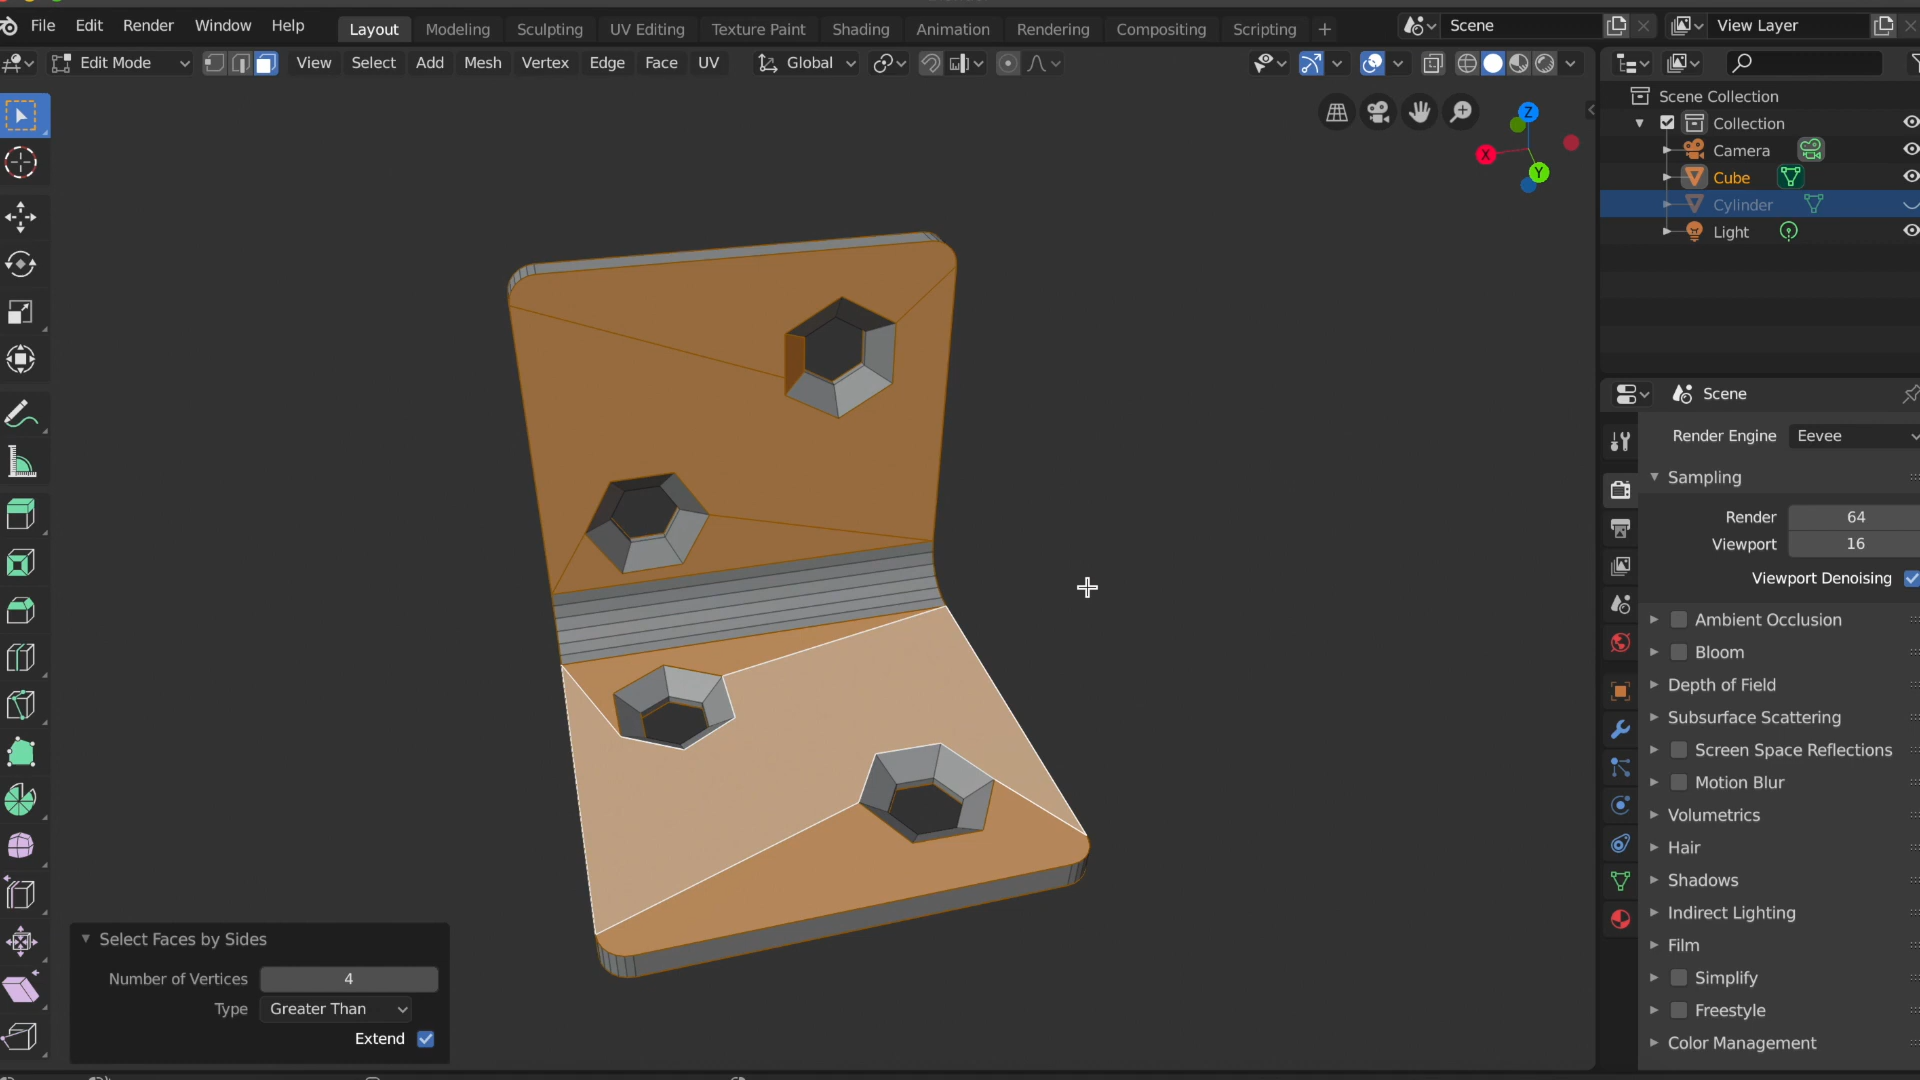 File Edit Render Window Help Layout Modeling Sculpting UV Editing Texture Paint Shading Animation Rendering Compositing Scripting + Scene View Layer
Edit Mode View Select Add Mesh Vertex Edge Face UV Global
Scene Collection
Collection
Camera
Cube
Cylinder
Light
Z
X
Y
Scene
Render Engine Eevee
Sampling
Render 64
Viewport 16
Viewport Denoising
Ambient Occlusion
Bloom
Depth of Field
Subsurface Scattering
Screen Space Reflections
Motion Blur
Volumetrics
Hair
Shadows
Indirect Lighting
Film
Simplify
Freestyle
Color Management
Select Faces by Sides
Number of Vertices 4
Type Greater Than
Extend